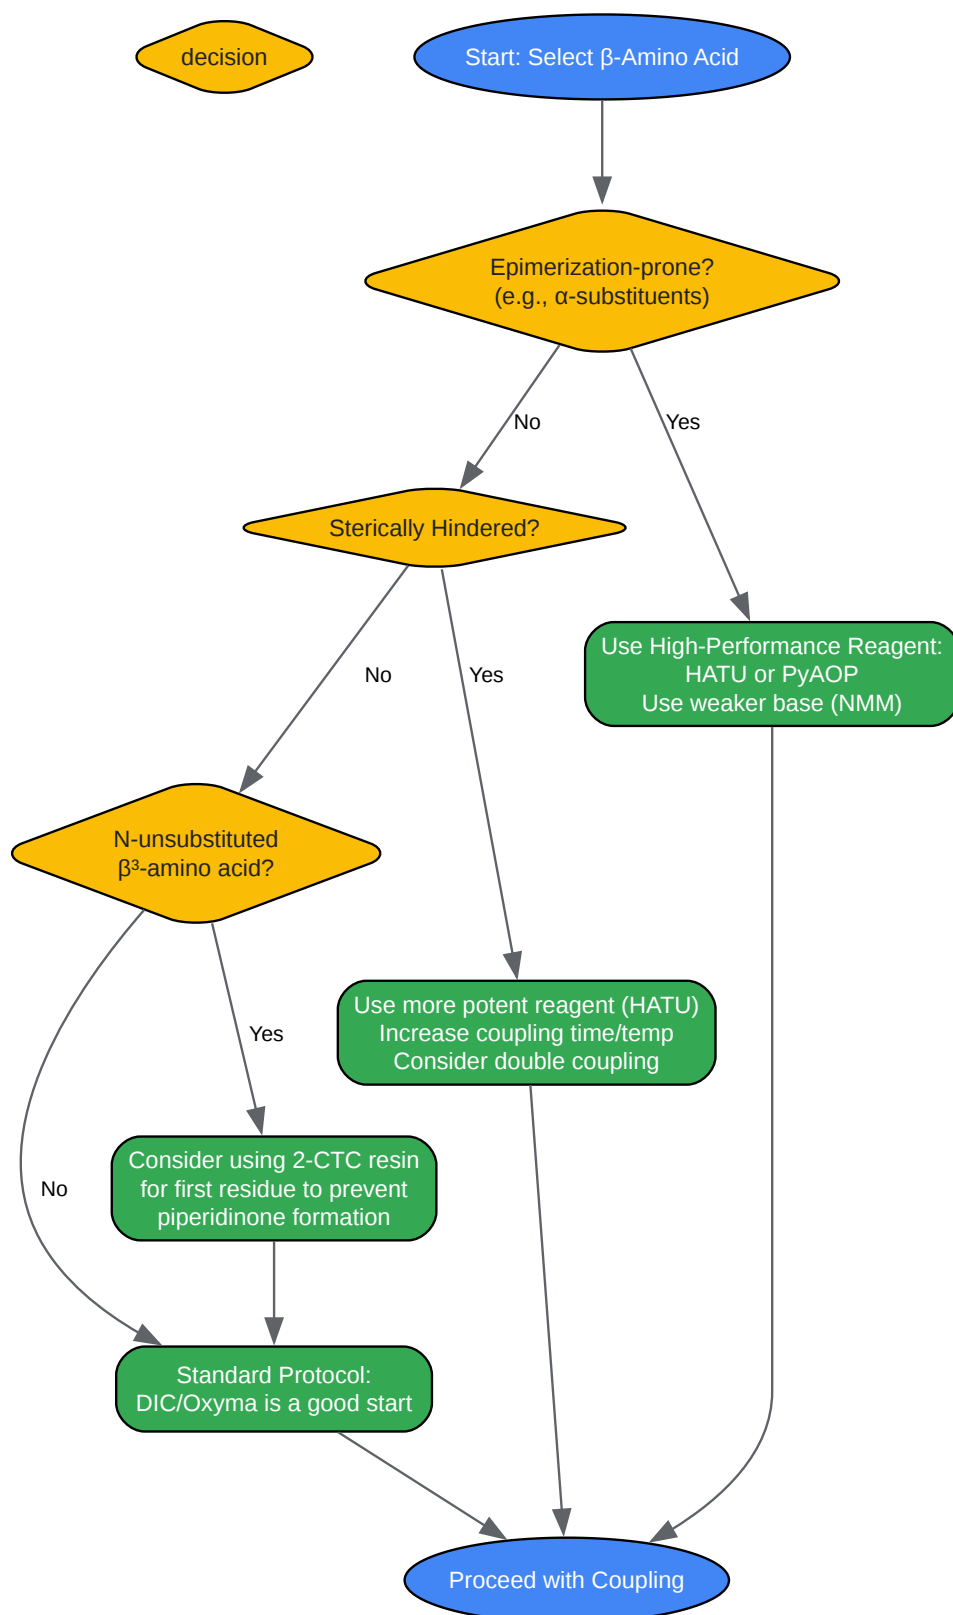 decision
Start: Select β-Amino Acid
Epimerization-prone?
(e.g., α-substituents)
No
Yes
Sterically Hindered?
Use High-Performance Reagent:
HATU or PyAOP
Use weaker base (NMM)
No
Yes
N-unsubstituted
β³-amino acid?
Use more potent reagent (HATU)
Increase coupling time/temp
Consider double coupling
Yes
Consider using 2-CTC resin
for first residue to prevent
piperidinone formation
No
Standard Protocol:
DIC/Oxyma is a good start
Proceed with Coupling